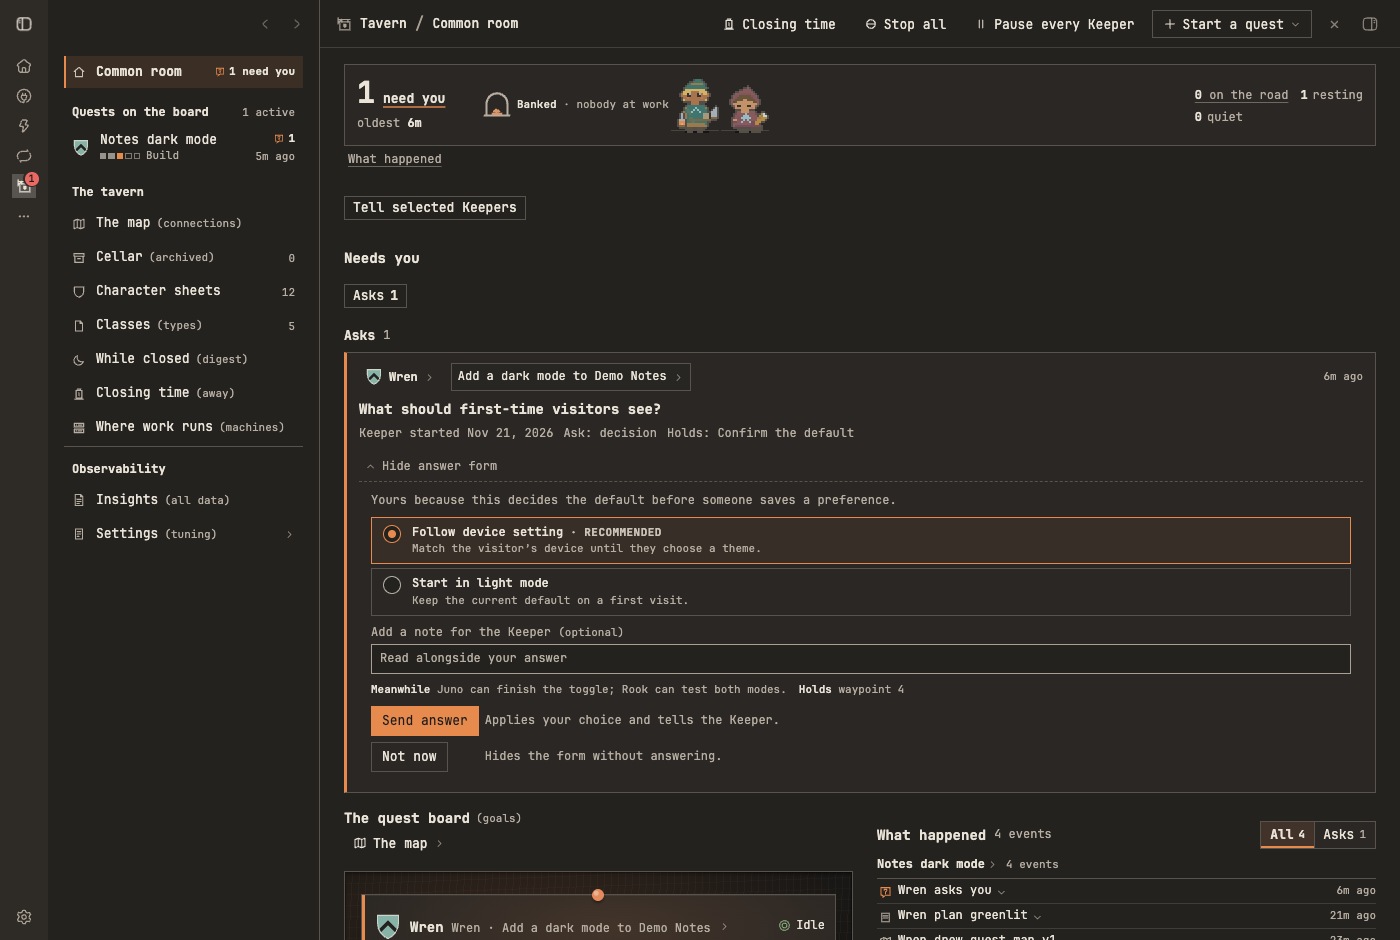 Tavern / Common room
Closing time
Stop all
Pause every Keeper
Start a quest
Common room 1 need you
Quests on the board 1 active
Notes dark mode 1
Build 5m ago
1
The tavern
The map (connections)
Cellar (archived) 0
Character sheets 12
Classes (types) 5
While closed (digest)
Closing time (away)
Where work runs (machines)
Observability
Insights (all data)
Settings (tuning)
1 need you
oldest 6m
Banked · nobody at work
0 on the road 1 resting
0 quiet
What happened
Tell selected Keepers
Needs you
Asks 1
Asks 1
Wren
Add a dark mode to Demo Notes
6m ago
What should first-time visitors see?
Keeper started Nov 21, 2026 Ask: decision Holds: Confirm the default
Hide answer form
Yours because this decides the default before someone saves a preference.
Follow device setting · RECOMMENDED
Match the visitor's device until they choose a theme.
Start in light mode
Keep the current default on a first visit.
Add a note for the Keeper (optional)
Read alongside your answer
Meanwhile Juno can finish the toggle; Rook can test both modes. Holds waypoint 4
Send answer Applies your choice and tells the Keeper.
Not now Hides the form without answering.
The quest board (goals)
The map
Wren Wren · Add a dark mode to Demo Notes
Idle
What happened 4 events
All 4 Asks 1
Notes dark mode 4 events
Wren asks you 6m ago
Wren plan greenlit 21m ago
Wren drew quest map v1 23m ago